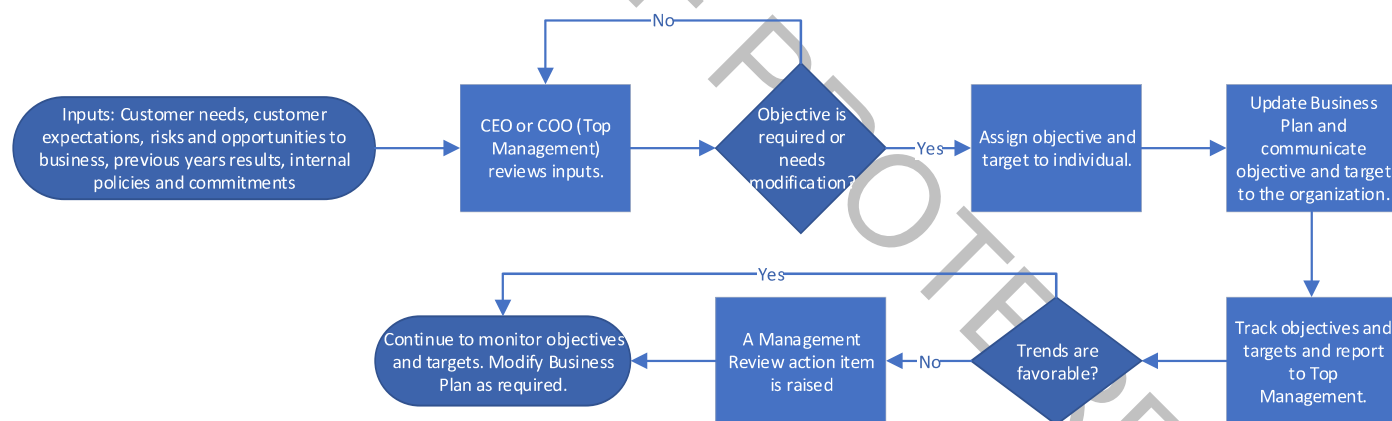 No
Inputs: Customer needs, customer
expectations, risks and opportunities to
business, previous years results, internal
policies and commitments
CEO or COO (Top
Management)
reviews inputs.
Objective is
required or
needs
modification?
Yes
Assign objective and
target to individual.
Update Business
Plan and
communicate
objective and target
to the organization.
Yes
Continue to monitor objectives
and targets. Modify Business
Plan as required.
A Management
Review action item
is raised
No
Trends are
favorable?
Track objectives and
targets and report
to Top
Management.